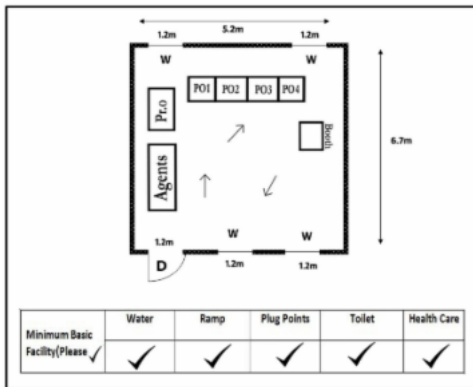 5.2m
1.2m 1.2m
W W
PO1 PO2 PO3 PO4
Pr.o
Booth
6.7m
Agents
1.2m W W
D 1.2m 1.2m
Water Ramp Plug Points Toilet Health Care
Minimum Basic
Facility(Please ✓ ✓ ✓ ✓ ✓ ✓